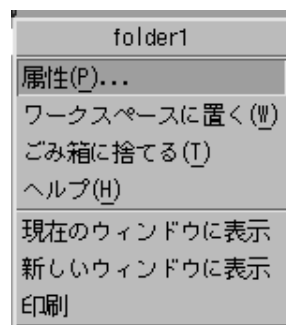 folder1
属性(P)...
ワークスペースに置く(W)
ごみ箱に捨てる(T)
ヘルプ(H)
現在のウィンドウに表示
新しいウィンドウに表示
印刷